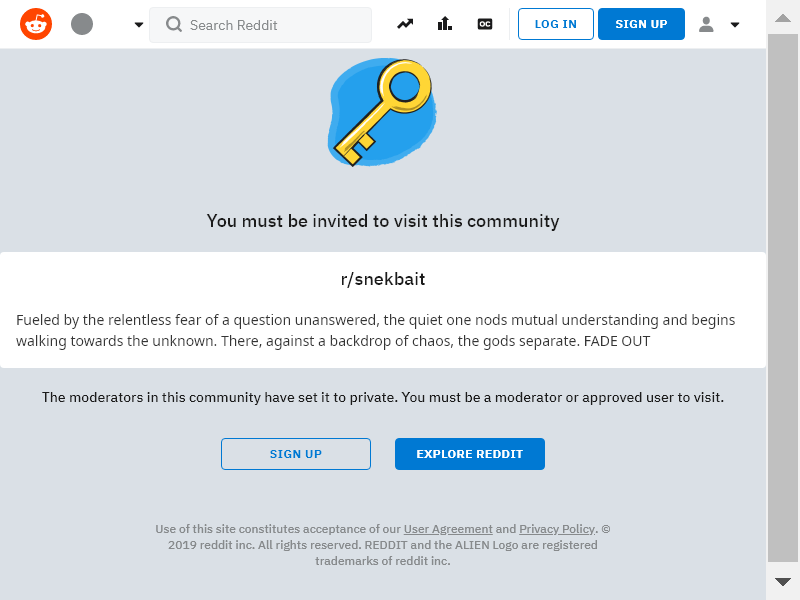 Search Reddit
OC
LOG IN
SIGN UP
You must be invited to visit this community
r/snekbait
Fueled by the relentless fear of a question unanswered, the quiet one nods mutual understanding and begins
walking towards the unknown. There, against a backdrop of chaos, the gods separate. FADE OUT
The moderators in this community have set it to private. You must be a moderator or approved user to visit.
SIGN UP
EXPLORE REDDIT
Use of this site constitutes acceptance of our User Agreement and Privacy Policy. ©
2019 reddit inc. All rights reserved. REDDIT and the ALIEN Logo are registered
trademarks of reddit inc.